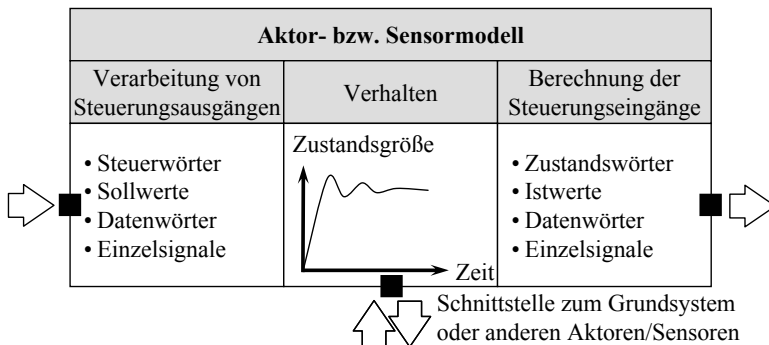 Aktor- bzw. Sensormodell
Verarbeitung von
Steuerungsausgängen
Verhalten
Berechnung der
Steuerungseingänge
• Steuerwörter
• Sollwerte
• Datenwörter
• Einzelsignale
Zustandsgröße
Zeit
• Zustandswörter
• Istwerte
• Datenwörter
• Einzelsignale
Schnittstelle zum Grundsystem
oder anderen Aktoren/Sensoren